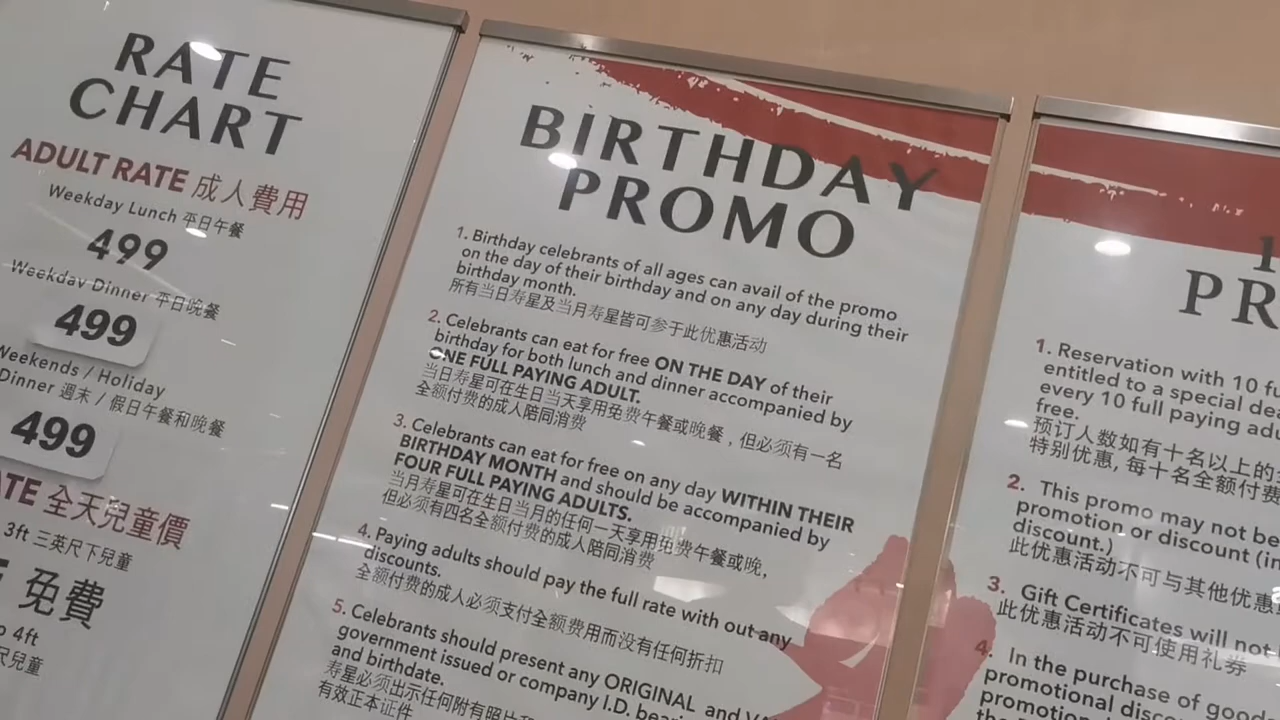 RATE
CHART
ADULT RATE 成人費用
Weekday Lunch 平日午餐
499
Weekday Dinner 平日晚餐
499
Weekends / Holiday
Dinner 週末 / 假日午餐和晚餐
499
全天兒童價
3ft 三英尺下兒童
免費
4ft
尺兒童
BIRTHDAY
PROMO
1. Birthday celebrants of all ages can avail of the promo
on the day of their birthday and on any day during their
birthday month.
所有当日寿星及当月寿星皆可参于此优惠活动
2. Celebrants can eat for free ON THE DAY of their
birthday for both lunch and dinner accompanied by
ONE FULL PAYING ADULT.
当日寿星可在生日当天享用免费午餐或晚餐，但必须有一名
全额付费的成人陪同消费
3. Celebrants can eat for free on any day WITHIN THEIR
BIRTHDAY MONTH and should be accompanied by
FOUR FULL PAYING ADULTS.
当月寿星可在生日当月的任何一天享用免费午餐或晚,
但必须有四名全额付费的成人陪同消费
4. Paying adults should pay the full rate with out any
discounts.
全额付费的成人必须支付全额费用而没有任何折扣
5. Celebrants should present any ORIGINAL and
government issued or company I.D.
and birthdate.
寿星必须出示任何附有照片和
有效正本证件
1. Reservation with 10
entitled to a special
every 10 full paying
free.
预订人数如有十名以上的
特别优惠, 每十名全额付费
2. This promo may not be
promotion or discount
discount.)
此优惠活动不可与其他优惠
3. Gift Certificates will not
此优惠活动不可使用礼券
4. In the purchase of
promotional
promotion